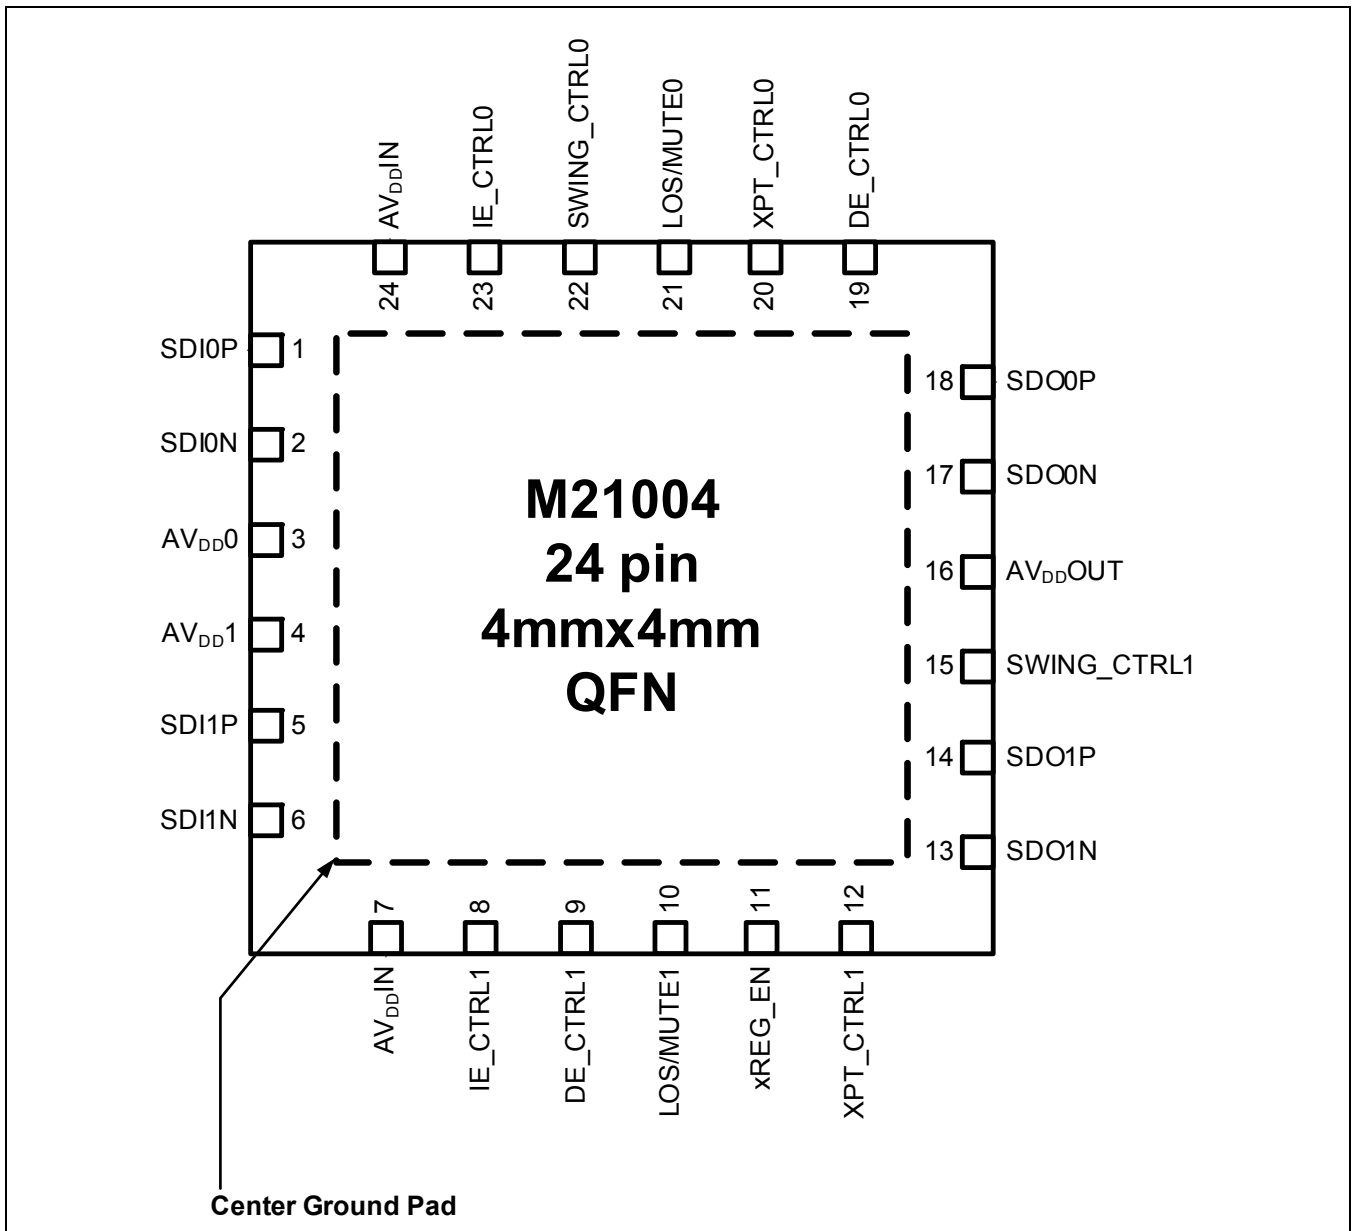 AVDDIN
IE_CTRL0
SWING_CTRL0
LOS/MUTE0
XPT_CTRL0
DE_CTRL0
24
23
22
21
20
19
SDI0P 1
SDI0N 2
AVDD0 3
AVDD1 4
SDI1P 5
SDI1N 6
M21004
24 pin
4mmx4mm
QFN
18 SDO0P
17 SDO0N
16 AVDDOUT
15 SWING_CTRL1
14 SDO1P
13 SDO1N
7
8
9
10
11
12
AVDDIN
IE_CTRL1
DE_CTRL1
LOS/MUTE1
xREG_EN
XPT_CTRL1
Center Ground Pad